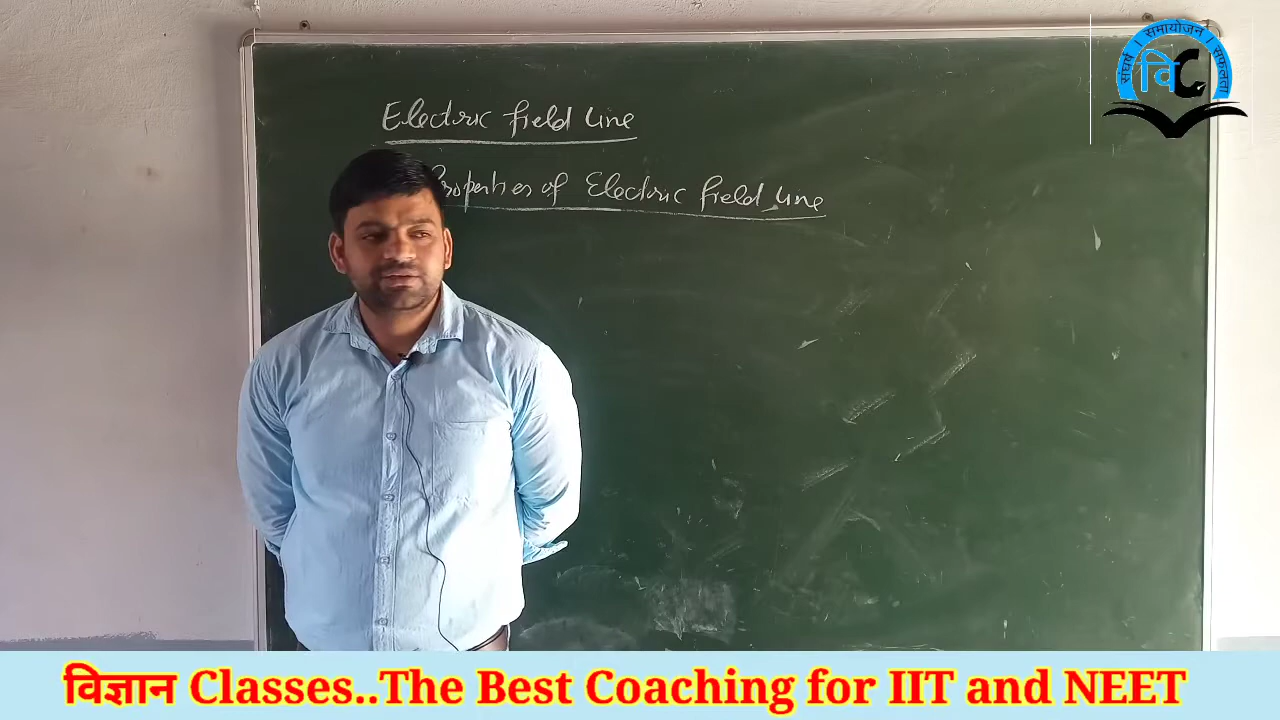 Electric field line
Properties of Electric field line
संघर्ष । समायोजन । सफलता
वि C
विज्ञान Classes..The Best Coaching for IIT and NEET